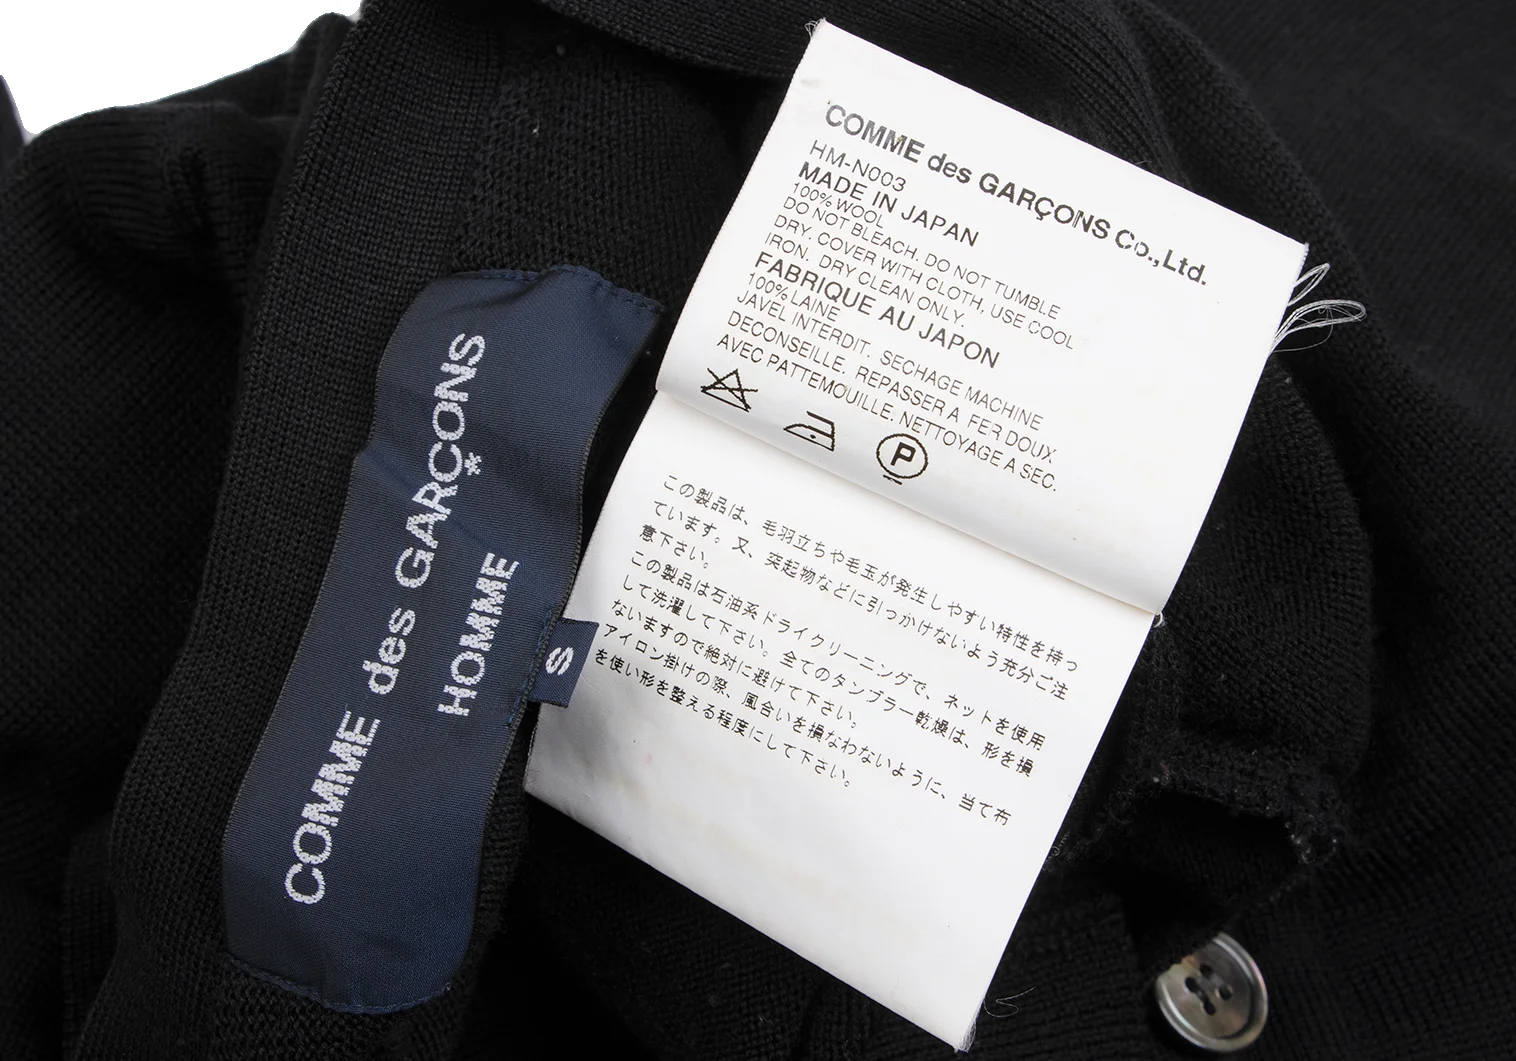 COMME des GARÇONS
HOMME
S
COMME des GARÇONS Co.,Ltd.
HM-N003
MADE IN JAPAN
100% WOOL
DO NOT BLEACH. DO NOT TUMBLE
DRY. COVER WITH CLOTH, USE COOL
IRON. DRY CLEAN ONLY.
FABRIQUE AU JAPON
100% LAINE
JAVEL INTERDIT. SECHAGE MACHINE
DECONSEILLE. REPASSER A FER DOUX
AVEC PATTEMOUILLE. NETTOYAGE A SEC.
P
この製品は、毛羽立ちや毛玉が発生しやすい特性を持っ
ています。又、突起物などに引っかけないよう充分ご注
意下さい。
この製品は石油系ドライクリーニングで、ネットを使用
して洗濯して下さい。全てのタンブラー乾燥は、形を損
ないますので絶対に避けて下さい。
アイロン掛けの際、風合いを損なわないように、当て布
を使い形を整える程度にして下さい。